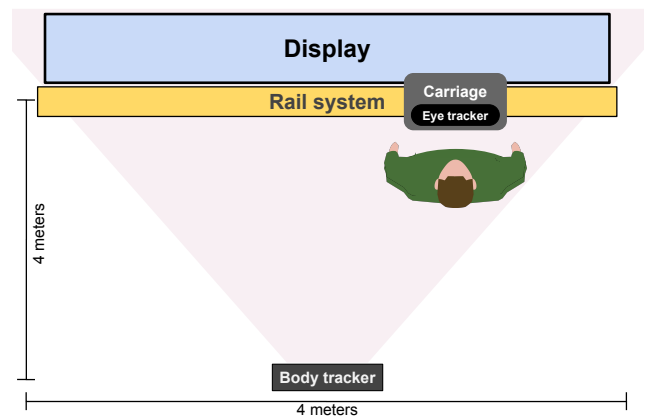 Display
Carriage
Rail system
Eye tracker
4 meters
Body tracker
4 meters